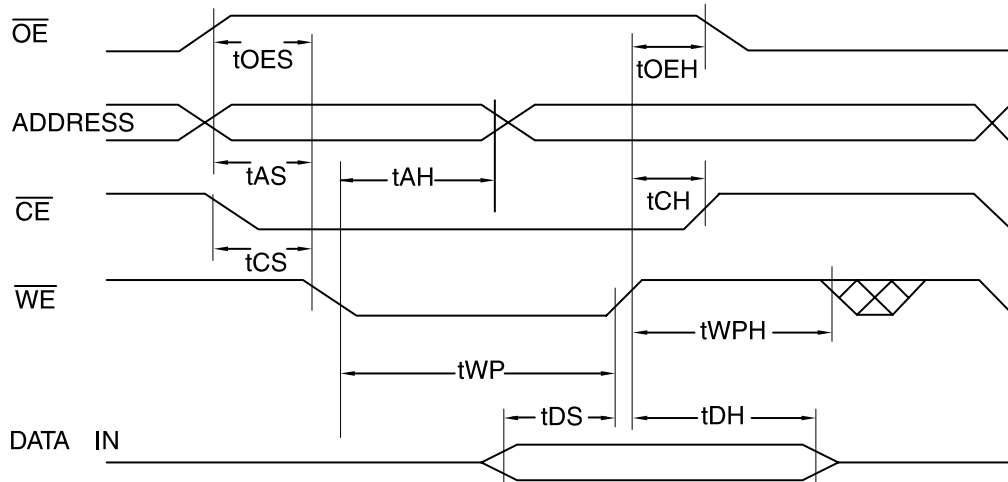 OE
tOES
tOEH
ADDRESS
tAS
tAH
tCH
CE
tCS
WE
tWPH
tWP
tDS
tDH
DATA IN